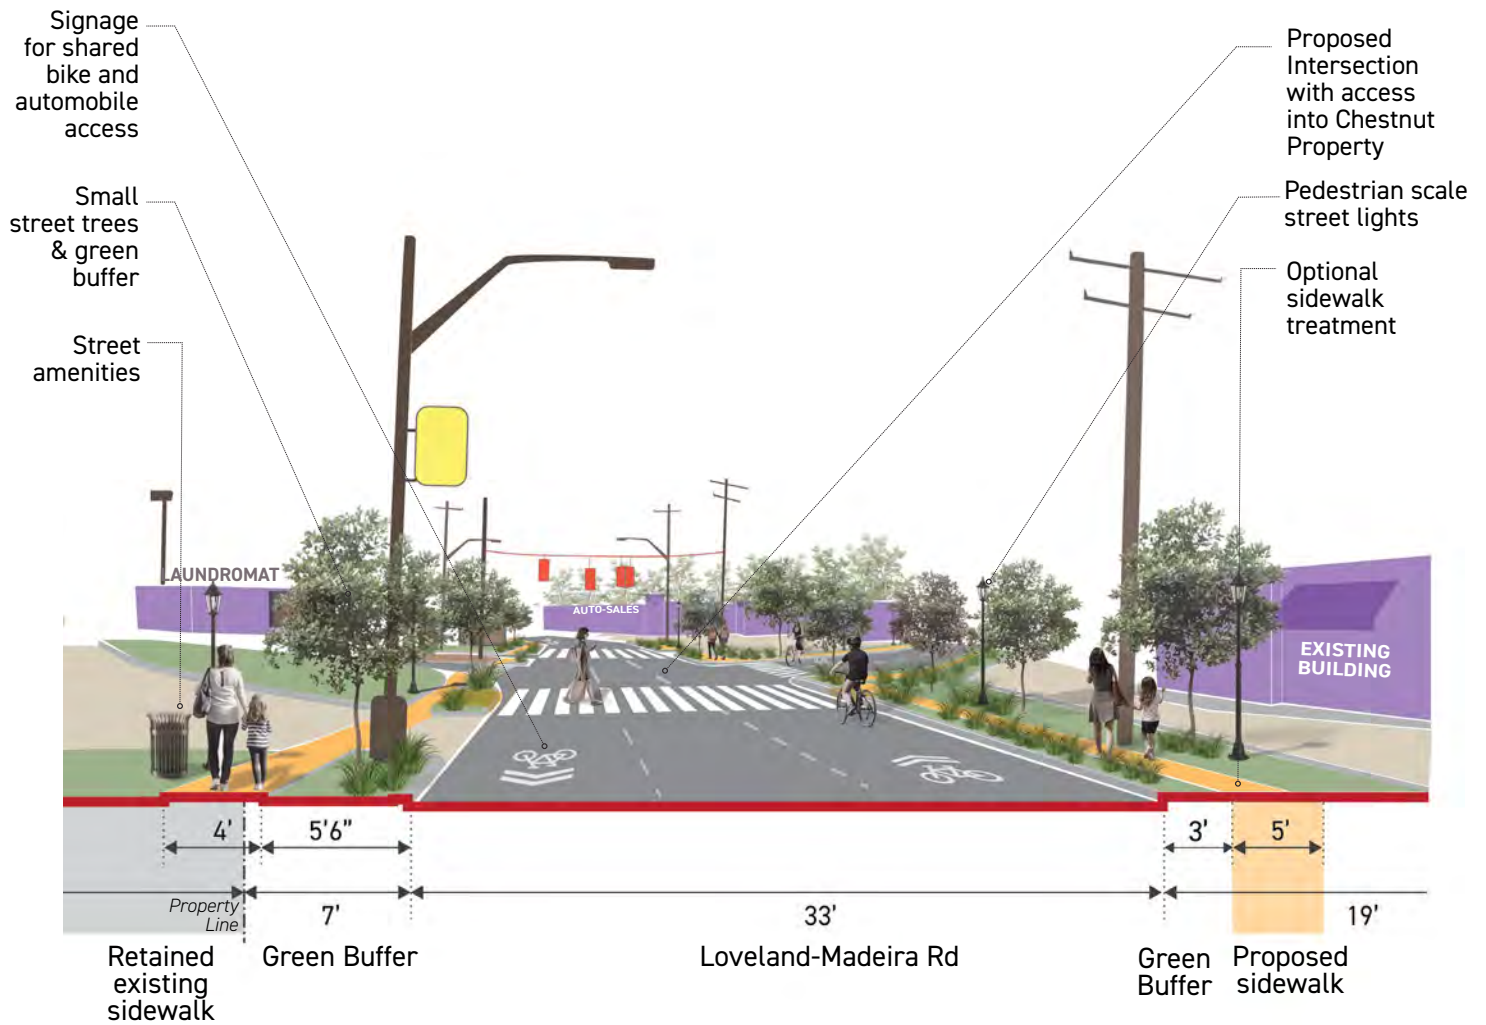 Signage
for shared
bike and
automobile
access
Small
street trees
& green
buffer
Street
amenities
Proposed
Intersection
with access
into Chestnut
Property
Pedestrian scale
street lights
Optional
sidewalk
treatment
LAUNDROMAT
AUTO-SALES
EXISTING
BUILDING
4'
5'6"
3'
5'
Property
Line
7'
33'
19'
Retained
existing
sidewalk
Green Buffer
Loveland-Madeira Rd
Green
Buffer
Proposed
sidewalk